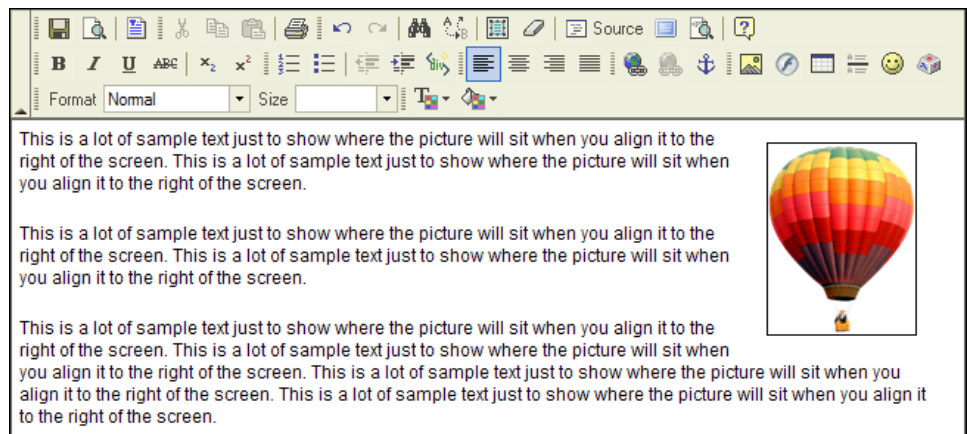 Source
B I U ABC x₂ x²
Format Normal Size
This is a lot of sample text just to show where the picture will sit when you align it to the
right of the screen. This is a lot of sample text just to show where the picture will sit when
you align it to the right of the screen.
This is a lot of sample text just to show where the picture will sit when you align it to the
right of the screen. This is a lot of sample text just to show where the picture will sit when
you align it to the right of the screen.
This is a lot of sample text just to show where the picture will sit when you align it to the
right of the screen. This is a lot of sample text just to show where the picture will sit when
you align it to the right of the screen. This is a lot of sample text just to show where the picture will sit when you
align it to the right of the screen. This is a lot of sample text just to show where the picture will sit when you align it
to the right of the screen.